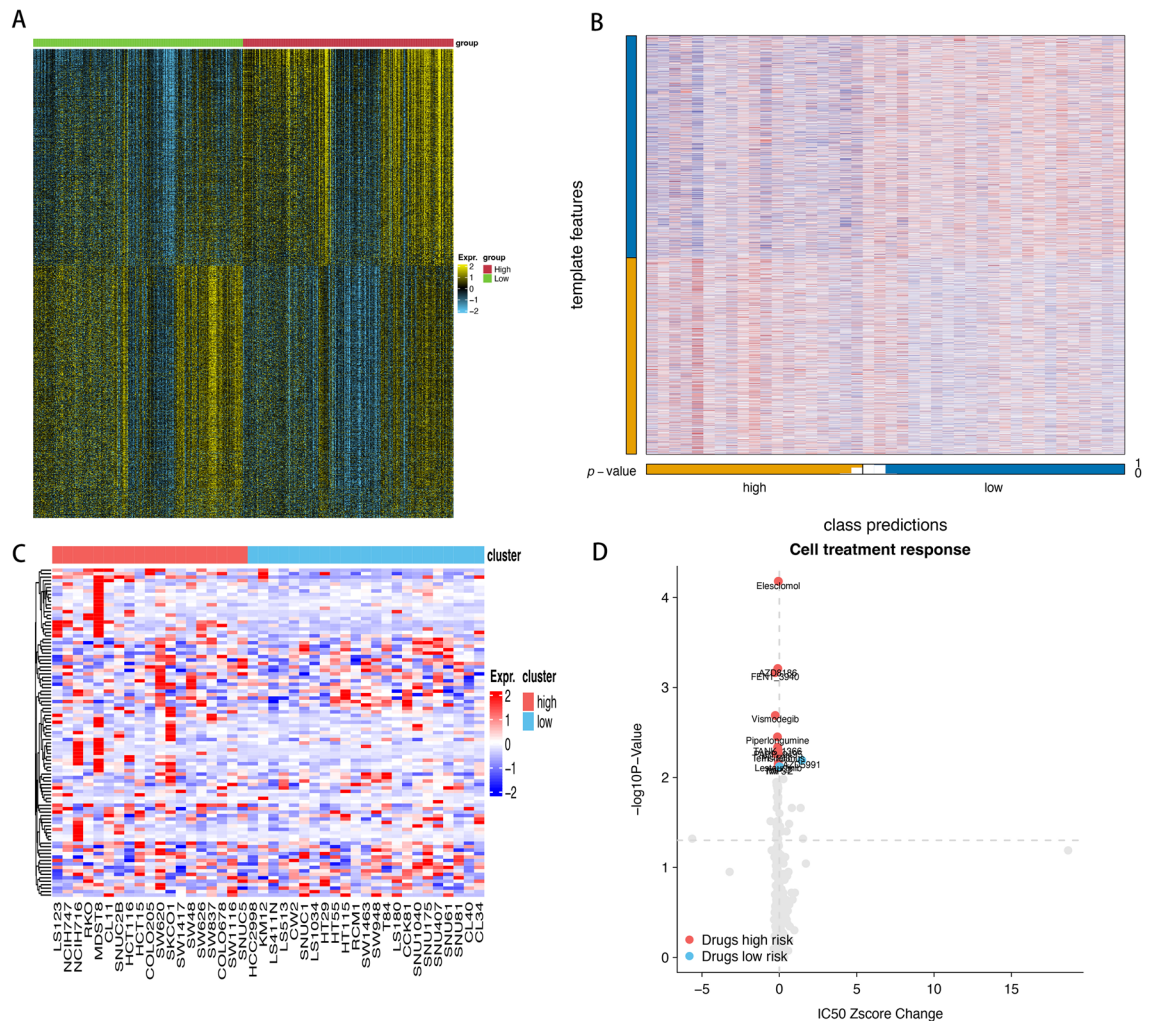 A
group
Expr. group
2
1
0
−1
−2
High
Low
B
template features
p − value
1
0
high
low
class predictions
C
cluster
Expr. cluster
2
1
0
−1
−2
high
low
LS123
NCIH747
NCIH716
RKO
MDST8
CL11
SNUC2B
HCT116
HCT15
COLO205
SW620
SKCO1
SW1417
SW48
SW626
SW837
COLO678
SW1116
SNUC5
HCC2998
KM12
LS411N
LS513
CW2
SNUC1
LS1034
HT29
HT55
HT115
RCM1
SW1463
SW948
T84
LS180
CCK81
SNU1040
SNU175
SNU407
SNU61
SNU81
CL40
CL34
D
Cell treatment response
−log10P−Value
4
3
2
1
0
Elesclomol
Vismodegib
Piperlongumine
Drugs high risk
Drugs low risk
−5
0
5
10
15
IC50 Zscore Change